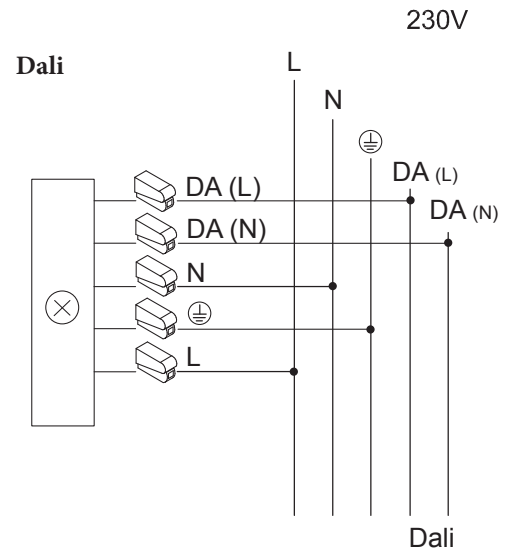 230V
Dali
L
N
DA (L)
DA (N)
DA (L)
DA (N)
N
L
Dali